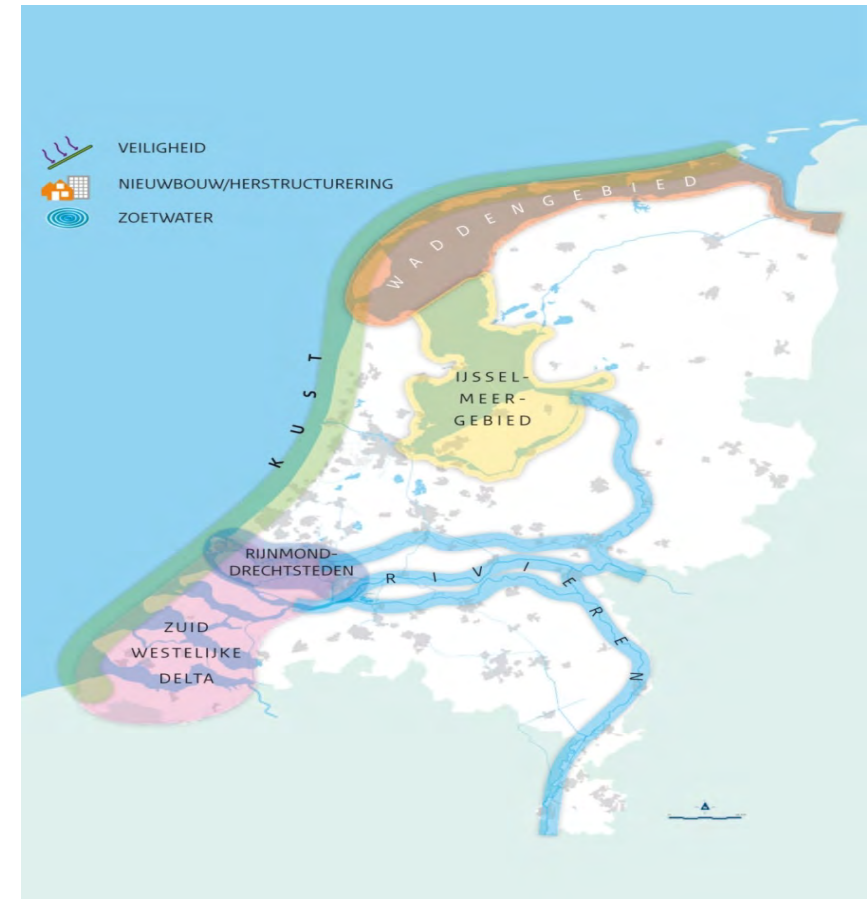 VEILIGHEID
NIEUWBOUW/HERSTRUCTURERING
ZOETWATER
WADDENGEBIED
KUST
IJSSEL-
MEER-
GEBIED
RIJNMOND-
DRECHTSTEDEN
RIVIEREN
ZUID
WESTELIJKE
DELTA